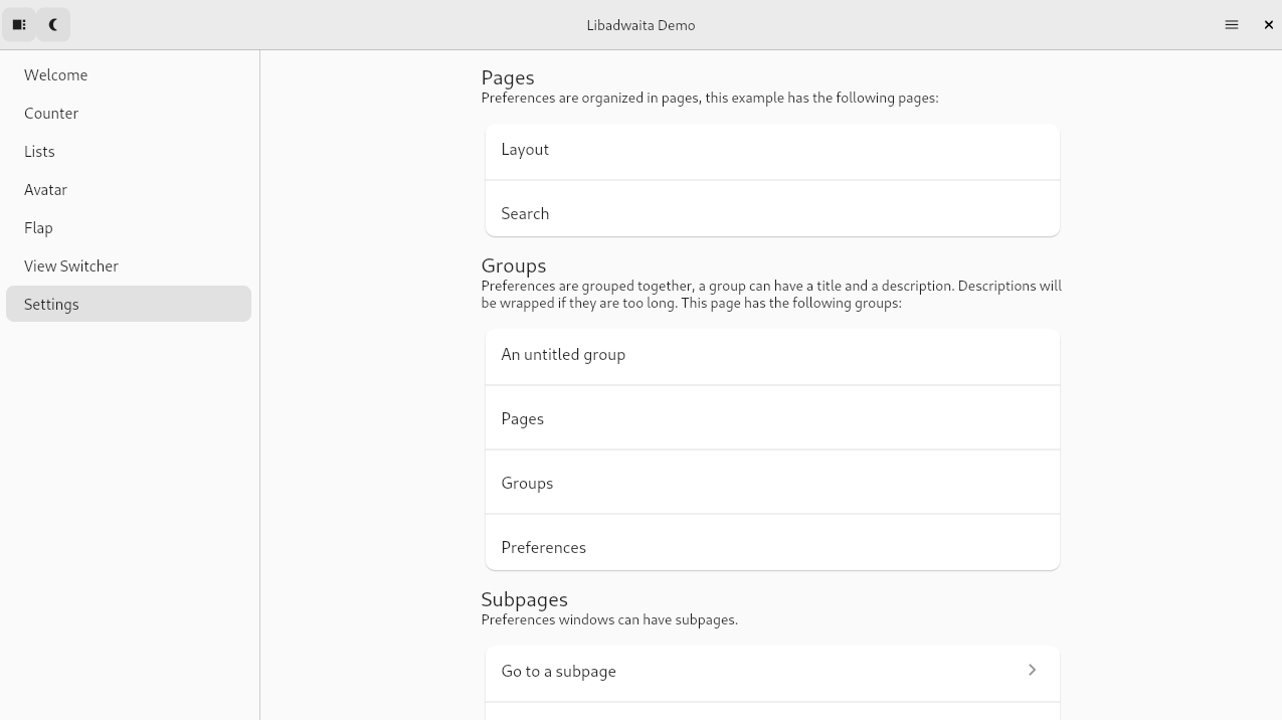 Libadwaita Demo
Welcome
Counter
Lists
Avatar
Flap
View Switcher
Settings
Pages
Preferences are organized in pages, this example has the following pages:
Layout
Search
Groups
Preferences are grouped together, a group can have a title and a description. Descriptions will
be wrapped if they are too long. This page has the following groups:
An untitled group
Pages
Groups
Preferences
Subpages
Preferences windows can have subpages.
Go to a subpage